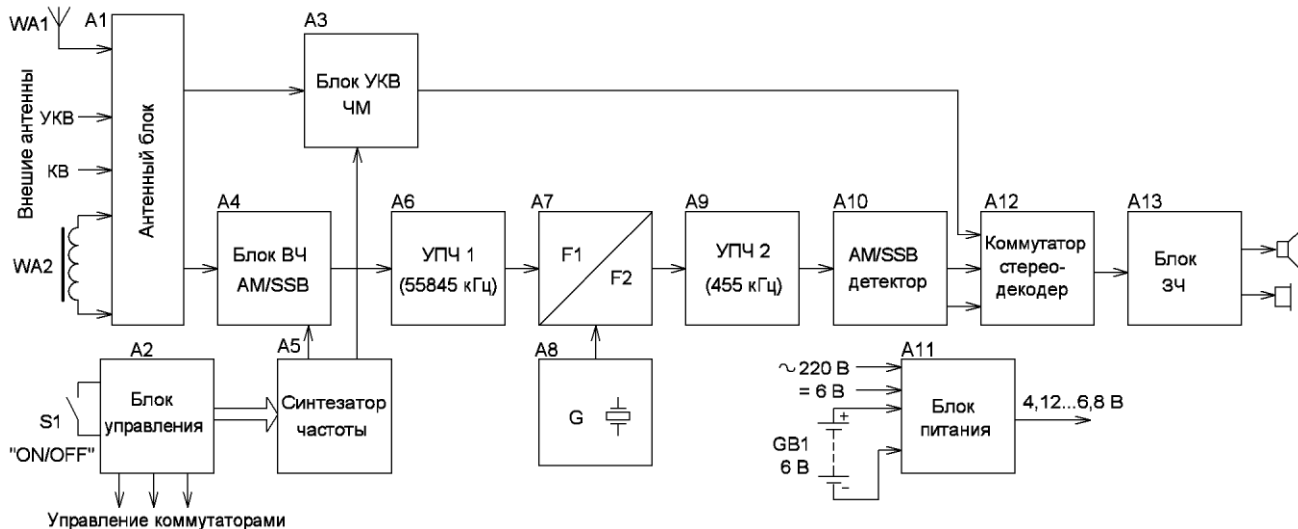 WA1
A1
Внешие антенны
УКВ
КВ
WA2
Антенный блок
A3
Блок УКВ
ЧМ
A4
Блок ВЧ
АМ/SSB
A6
УПЧ 1
(55845 кГц)
A7
F1
F2
A9
УПЧ 2
(455 кГц)
A10
АМ/SSB
детектор
A12
Коммутатор
стерео-
декодер
A13
Блок
ЗЧ
A2
Блок
управления
S1
"ON/OFF"
Управление коммутаторами
A5
Синтезатор
частоты
A8
G
A11
~ 220 В
= 6 В
+
GB1
6 В
–
Блок
питания
4,12...6,8 В